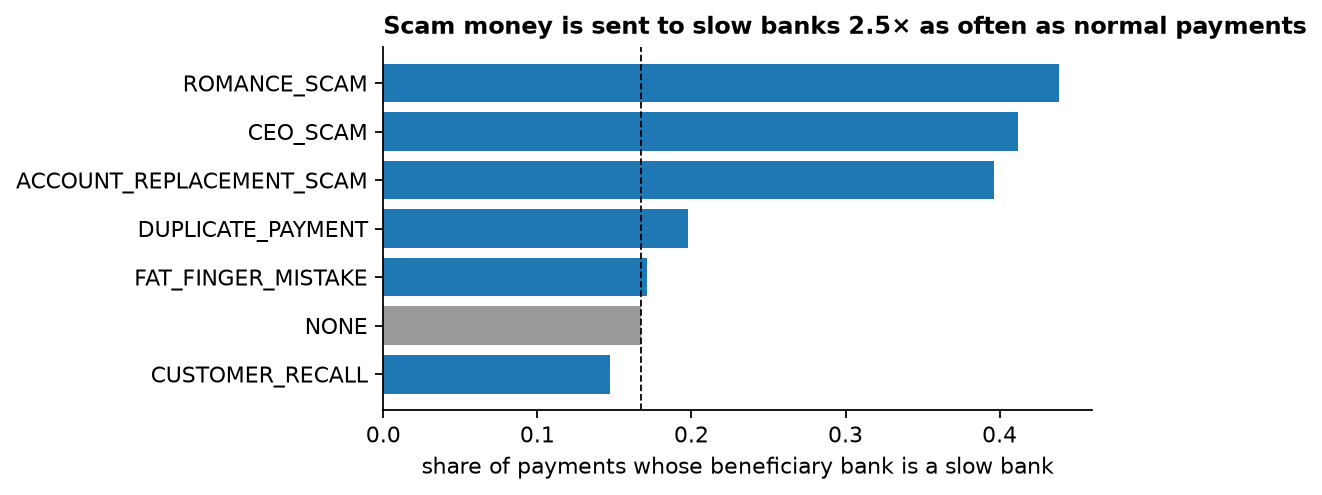 Scam money is sent to slow banks 2.5× as often as normal payments
ROMANCE_SCAM
CEO_SCAM
ACCOUNT_REPLACEMENT_SCAM
DUPLICATE_PAYMENT
FAT_FINGER_MISTAKE
NONE
CUSTOMER_RECALL
0.0 0.1 0.2 0.3 0.4
share of payments whose beneficiary bank is a slow bank